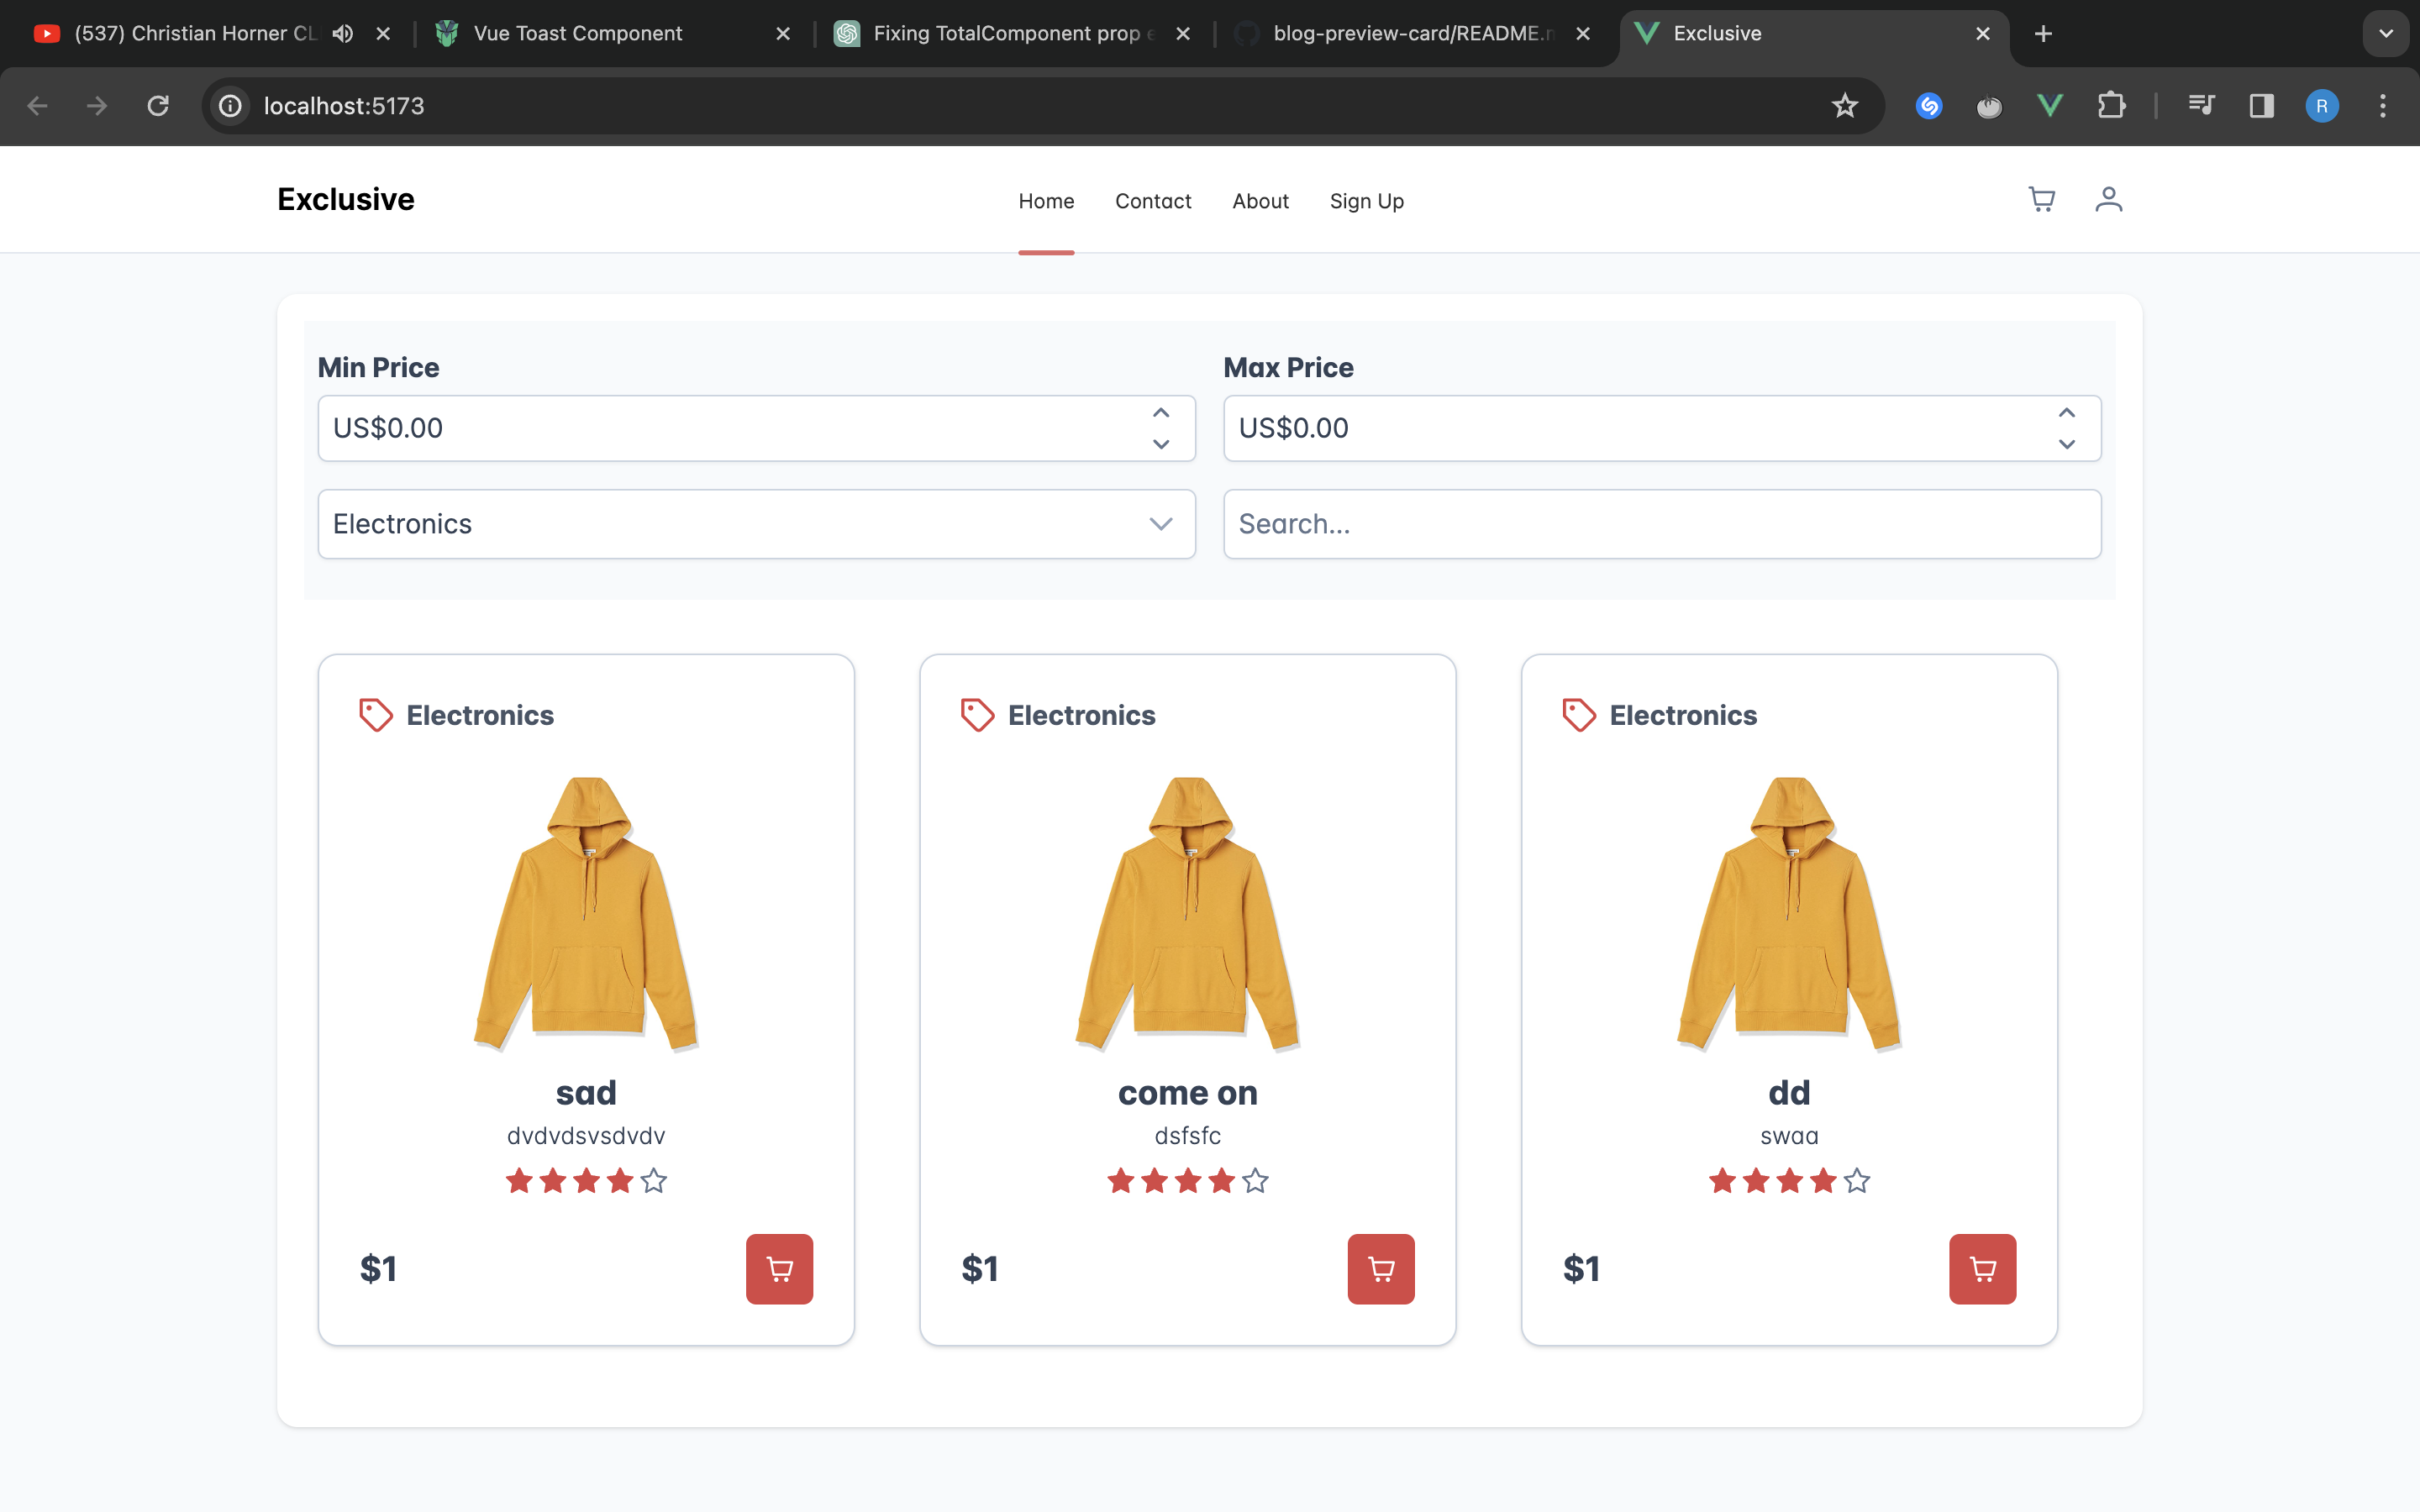 (537) Christian Horner CL
Vue Toast Component
Fixing TotalComponent prop e
blog-preview-card/README.m
Exclusive
localhost:5173
R
Exclusive
Home
Contact
About
Sign Up
Min Price
Max Price
US$0.00
US$0.00
Electronics
Search...
Electronics
Electronics
Electronics
sad
come on
dd
dvdvdsvsdvdv
dsfsfc
swaa
$1
$1
$1